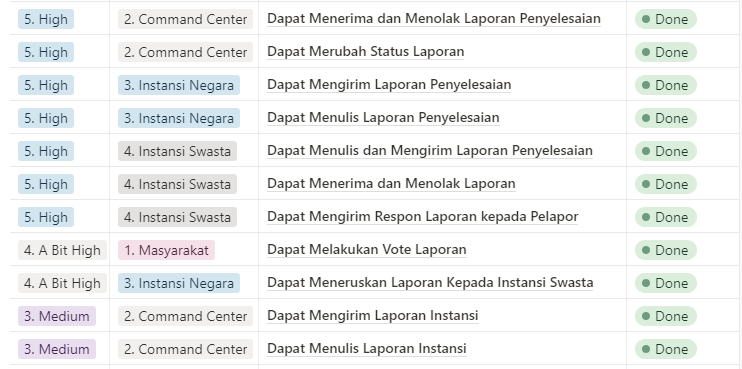 5. High 2. Command Center Dapat Menerima dan Menolak Laporan Penyelesaian Done
5. High 2. Command Center Dapat Merubah Status Laporan Done
5. High 3. Instansi Negara Dapat Mengirim Laporan Penyelesaian Done
5. High 3. Instansi Negara Dapat Menulis Laporan Penyelesaian Done
5. High 4. Instansi Swasta Dapat Menulis dan Mengirim Laporan Penyelesaian Done
5. High 4. Instansi Swasta Dapat Menerima dan Menolak Laporan Done
5. High 4. Instansi Swasta Dapat Mengirim Respon Laporan kepada Pelapor Done
4. A Bit High 1. Masyarakat Dapat Melakukan Vote Laporan Done
4. A Bit High 3. Instansi Negara Dapat Meneruskan Laporan Kepada Instansi Swasta Done
3. Medium 2. Command Center Dapat Mengirim Laporan Instansi Done
3. Medium 2. Command Center Dapat Menulis Laporan Instansi Done